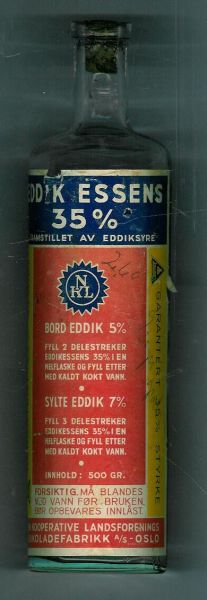 EDDIK ESSENS
35%
FRAMSTILLET AV EDDIKSYRE
NKL
BORD EDDIK 5%
FYLL 2 DELESTREKER
EDDIKESSENS 35% I EN
HELFLASKE OG FYLL ETTER
MED KALDT KOKT VANN.
SYLTE EDDIK 7%
FYLL 3 DELESTREKER
EDDIKESSENS 35% I EN
HELFLASKE OG FYLL ETTER
MED KALDT KOKT VANN.
INNHOLD: 500 GR.
FORSIKTIG. MÅ BLANDES
MED VANN FØR BRUKEN.
BØR OPBEVARES INNLÅST.
KOOPERATIVE LANDSFORENINGS
SJOKOLADEFABRIKK A/S - OSLO
GARANTERT 35% STYRKE